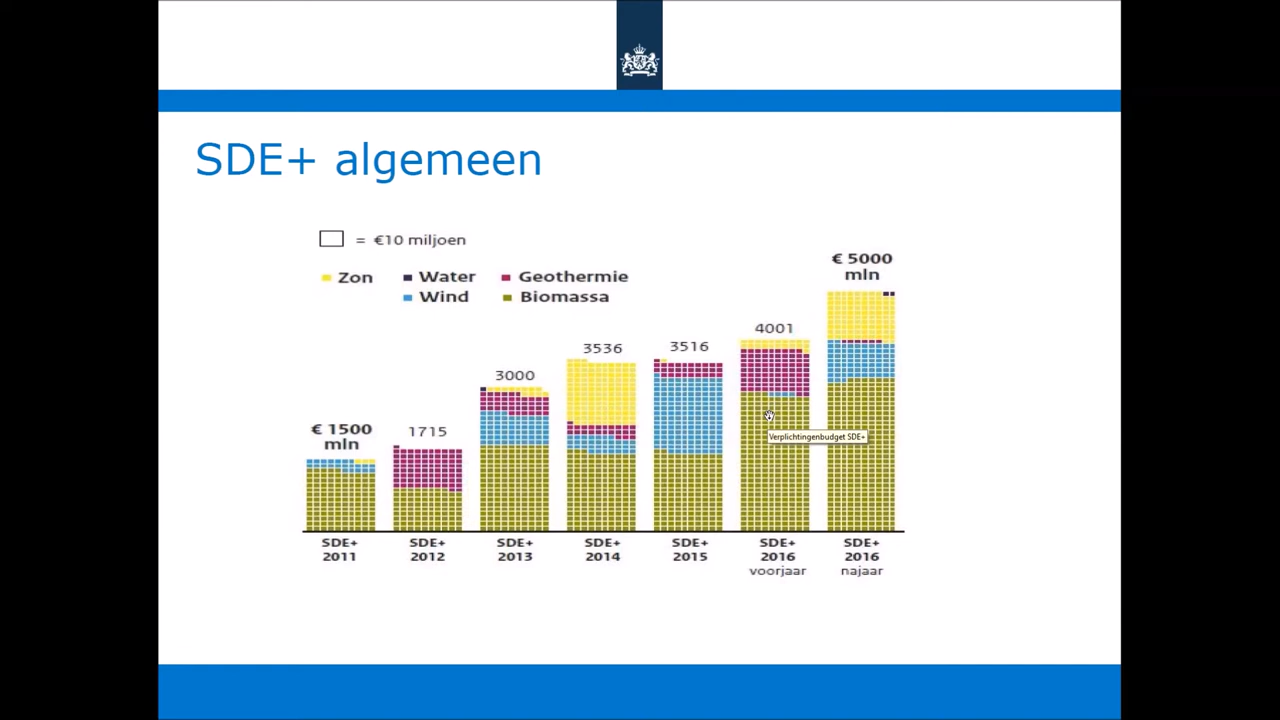 SDE+ algemeen
= €10 miljoen
Zon
Water
Geothermie
Wind
Biomassa
€ 1500
mln
1715
3000
3536
3516
4001
€ 5000
mln
Verplichtingenbudget SDE+
SDE+
2011
SDE+
2012
SDE+
2013
SDE+
2014
SDE+
2015
SDE+
2016
voorjaar
SDE+
2016
najaar